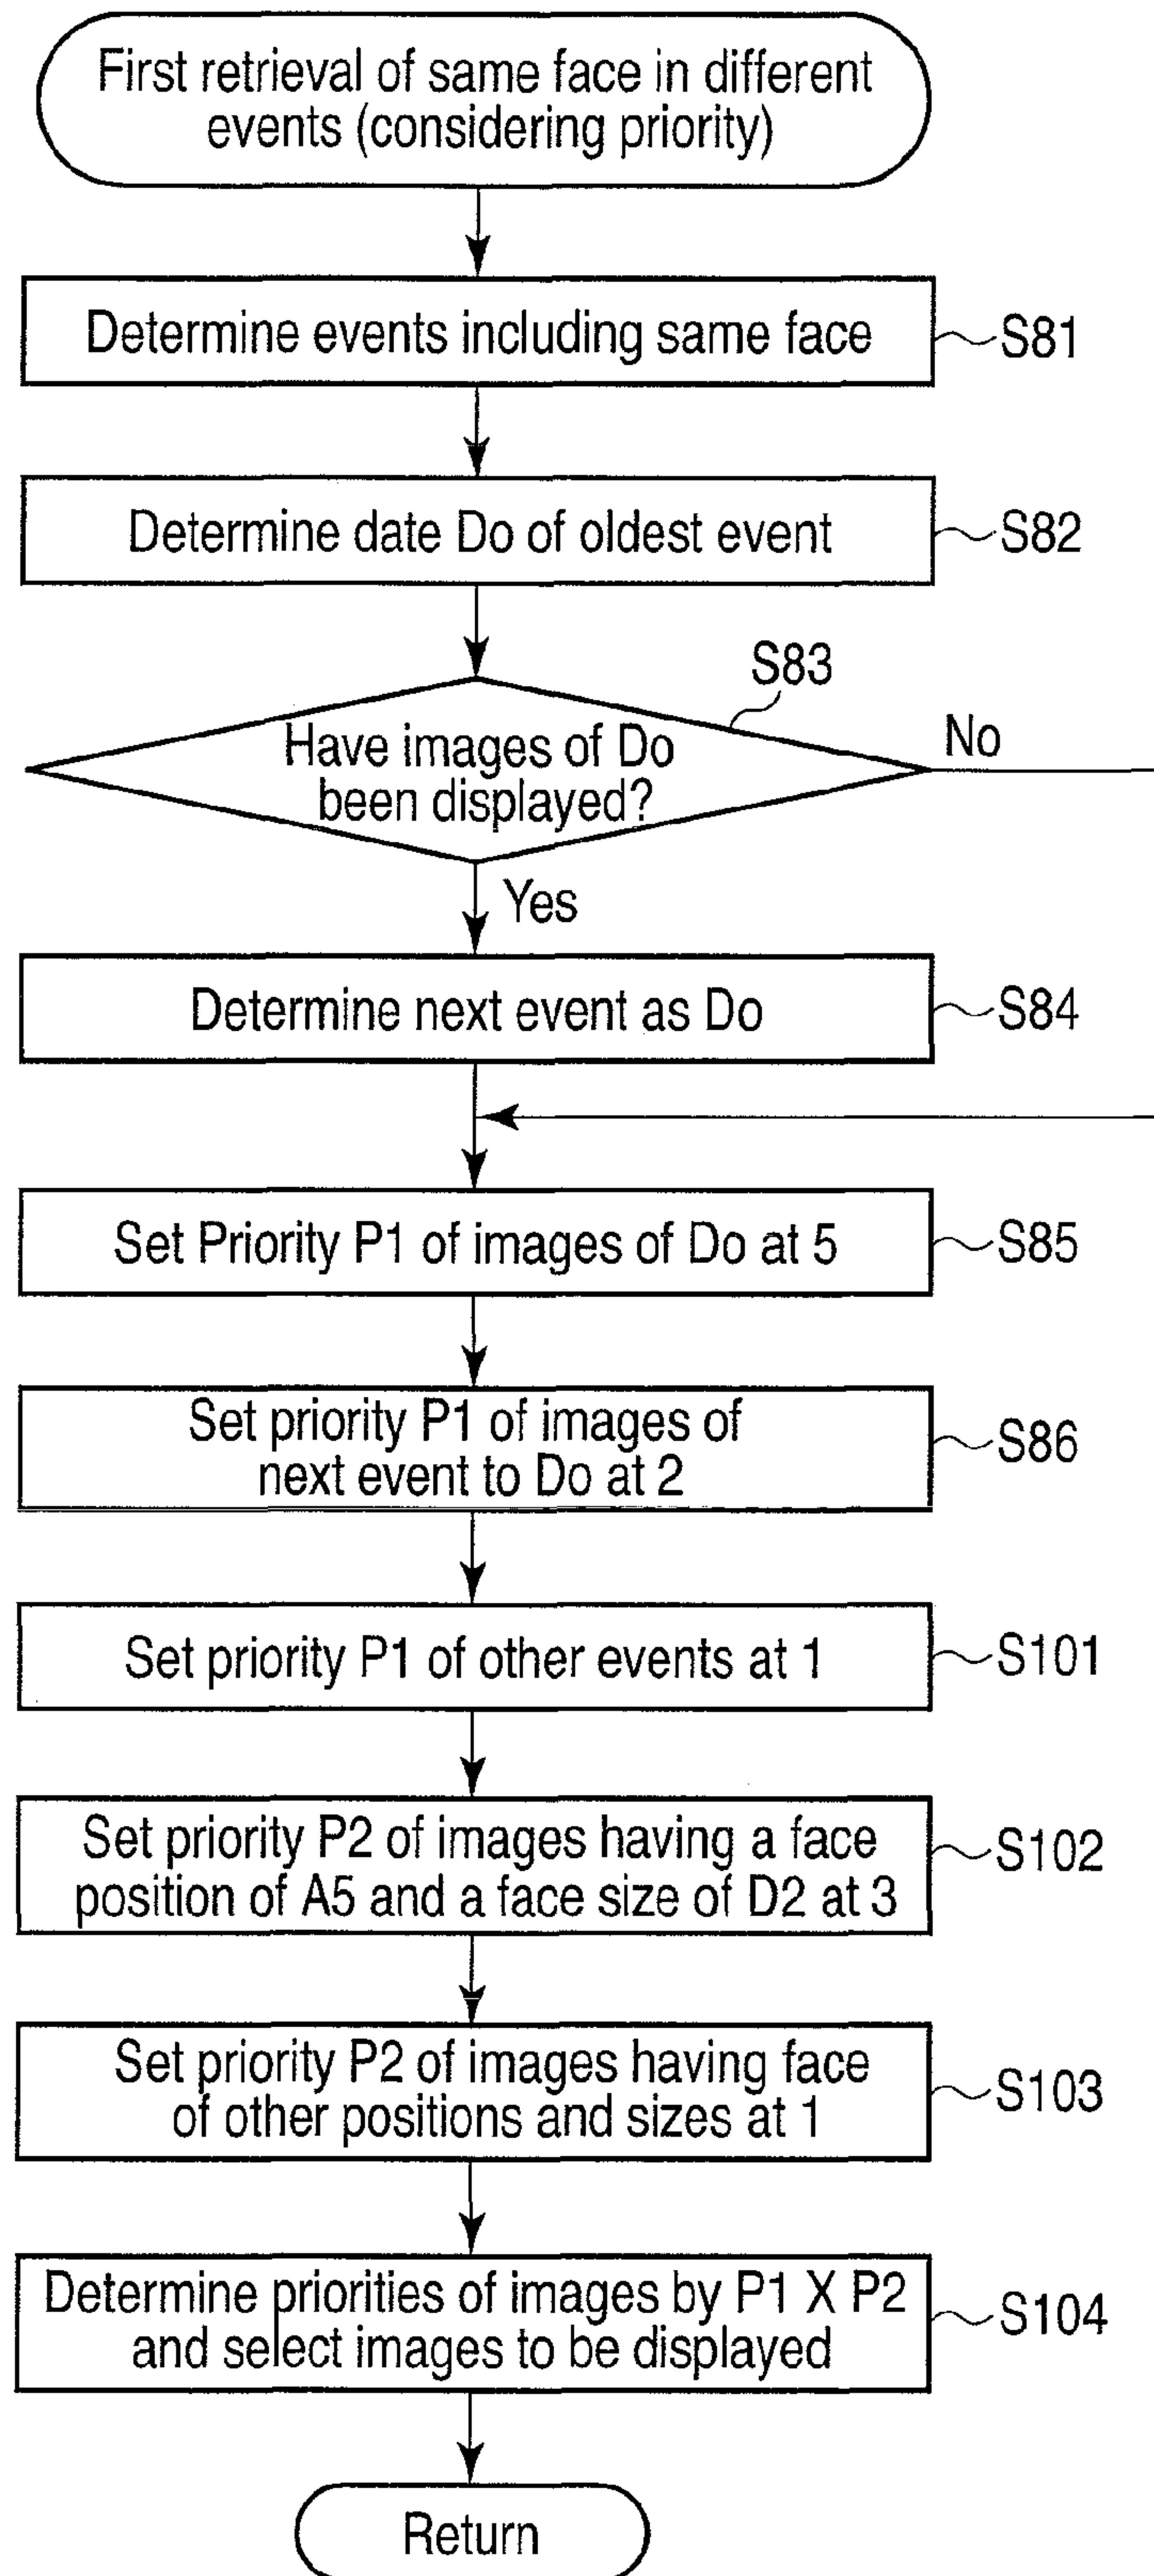 First retrieval of same face in different
events (considering priority)
Determine events including same face
S81
Determine date Do of oldest event
S82
S83
Have images of Do
been displayed?
No
Yes
Determine next event as Do
S84
Set Priority P1 of images of Do at 5
S85
Set priority P1 of images of
next event to Do at 2
S86
Set priority P1 of other events at 1
S101
Set priority P2 of images having a face
position of A5 and a face size of D2 at 3
S102
Set priority P2 of images having face
of other positions and sizes at 1
S103
Determine priorities of images by P1 X P2
and select images to be displayed
S104
Return